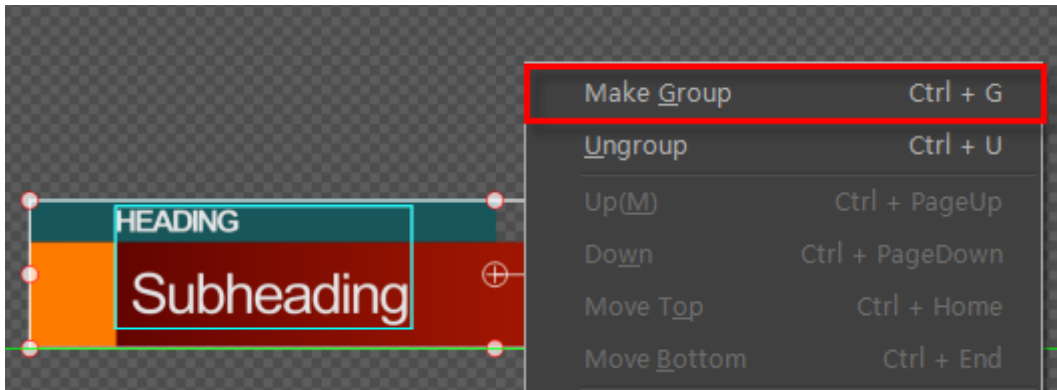 HEADING
Subheading
Make Group Ctrl + G
Ungroup Ctrl + U
Up(M) Ctrl + PageUp
Down Ctrl + PageDown
Move Top Ctrl + Home
Move Bottom Ctrl + End